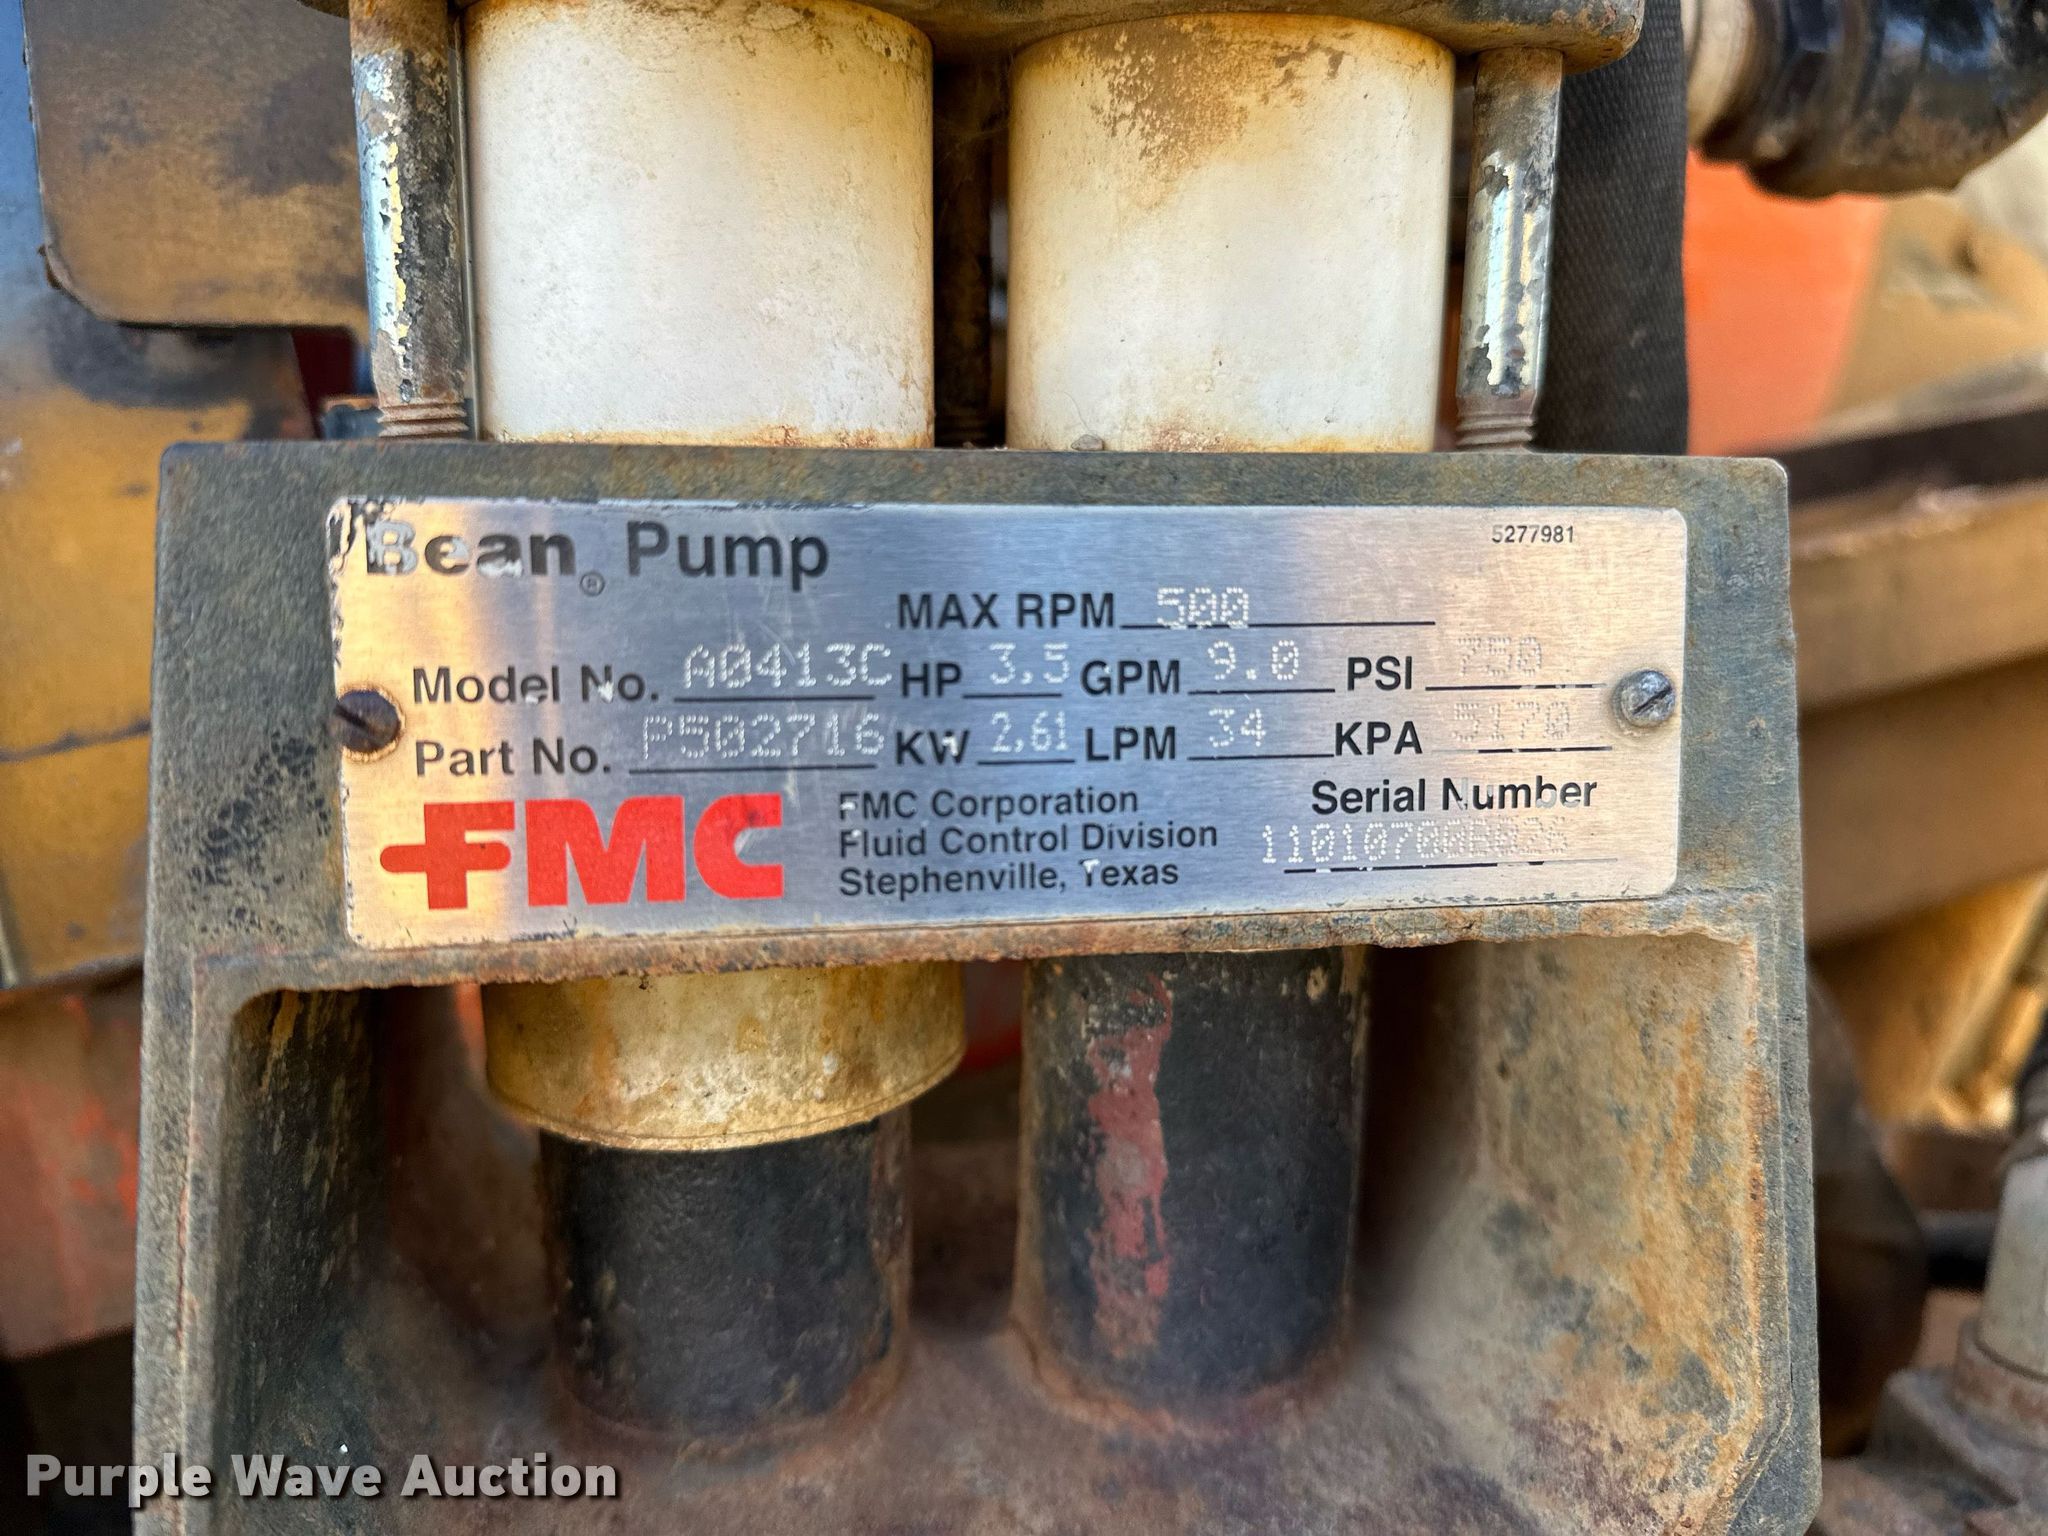 Bean® Pump
5277981
MAX RPM 500
Model No. A0413C HP 3.5 GPM 9.0 PSI 750
Part No. P502716 KW 2.61 LPM 34 KPA 5170
FMC
FMC Corporation
Fluid Control Division
Stephenville, Texas
Serial Number
Purple Wave Auction